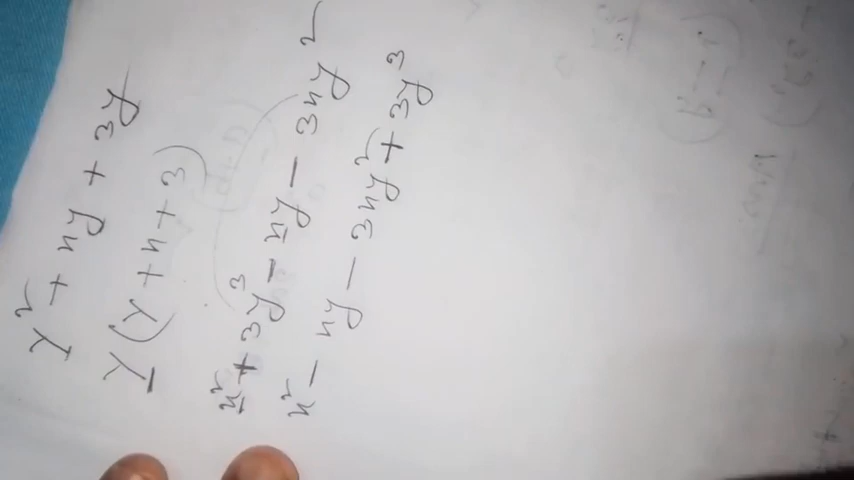 y² + xy + 3y
y(y + x + 3)
x² + 3y³ - xy - 3xy²
x² - xy - 3xy² + 3y³